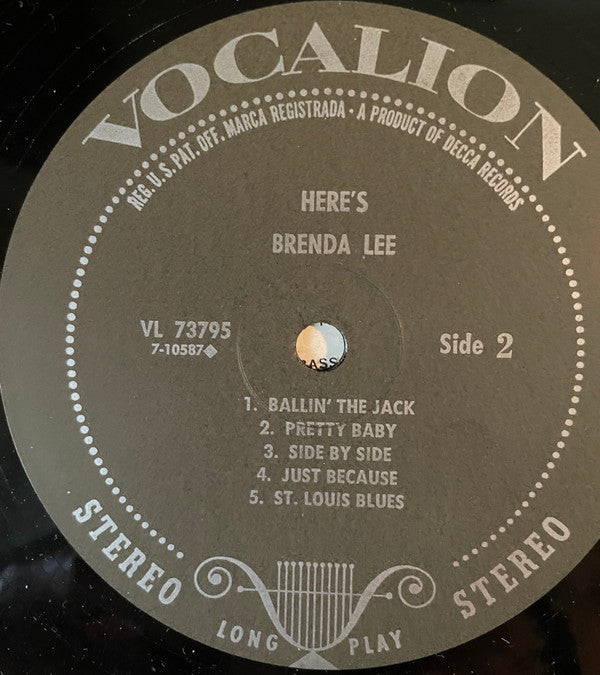 VOCALION
REG. U.S. PAT. OFF. MARCA REGISTRADA • A PRODUCT OF DECCA RECORDS
HERE'S
BRENDA LEE
VL 73795
7-10587◆
Side 2
1. BALLIN' THE JACK
2. PRETTY BABY
3. SIDE BY SIDE
4. JUST BECAUSE
5. ST. LOUIS BLUES
STEREO
LONG PLAY
STEREO